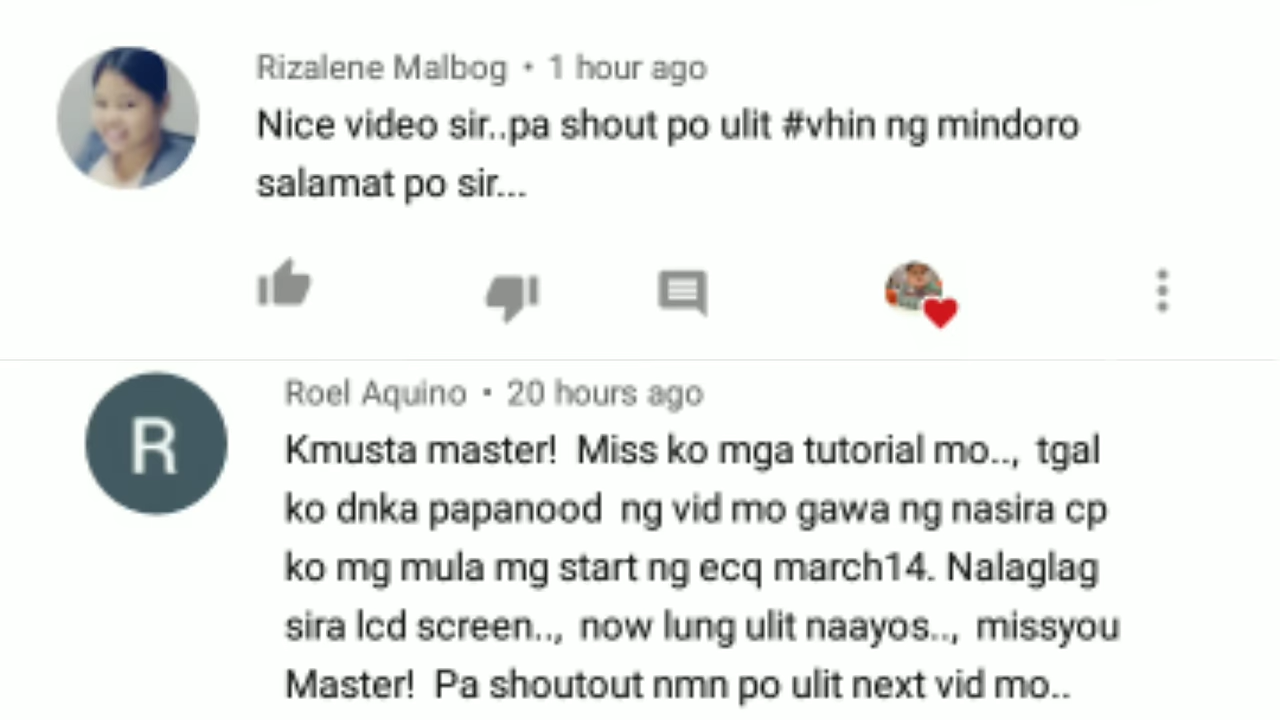 Rizalene Malbog • 1 hour ago
Nice video sir..pa shout po ulit #vhin ng mindoro
salamat po sir...
R
Roel Aquino • 20 hours ago
Kmusta master! Miss ko mga tutorial mo.., tgal
ko dnka papanood ng vid mo gawa ng nasira cp
ko mg mula mg start ng ecq march14. Nalaglag
sira lcd screen.., now lung ulit naayos.., missyou
Master! Pa shoutout nmn po ulit next vid mo..